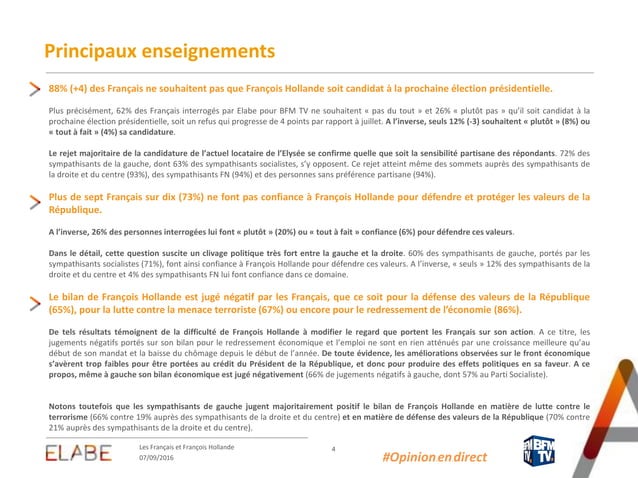 Principaux enseignements
88% (+4) des Français ne souhaitent pas que François Hollande soit candidat à la prochaine élection présidentielle.
Plus précisément, 62% des Français interrogés par Elabe pour BFM TV ne souhaitent « pas du tout » et 26% « plutôt pas » qu'il soit candidat à la
prochaine élection présidentielle, soit un refus qui progresse de 4 points par rapport à juillet. A l'inverse, seuls 12% (-3) souhaitent « plutôt » (8%) ou
« tout à fait » (4%) sa candidature.
Le rejet majoritaire de la candidature de l'actuel locataire de l'Elysée se confirme quelle que soit la sensibilité partisane des répondants. 72% des
sympathisants de la gauche, dont 63% des sympathisants socialistes, s'y opposent. Ce rejet atteint même des sommets auprès des sympathisants de
la droite et du centre (93%), des sympathisants FN (94%) et des personnes sans préférence partisane (94%).
Plus de sept Français sur dix (73%) ne font pas confiance à François Hollande pour défendre et protéger les valeurs de la
République.
A l'inverse, 26% des personnes interrogées lui font « plutôt » (20%) ou « tout à fait » confiance (6%) pour défendre ces valeurs.
Dans le détail, cette question suscite un clivage politique très fort entre la gauche et la droite. 60% des sympathisants de gauche, portés par les
sympathisants socialistes (71%), font ainsi confiance à François Hollande pour défendre ces valeurs. A l'inverse, « seuls » 12% des sympathisants de la
droite et du centre et 4% des sympathisants FN lui font confiance dans ce domaine.
Le bilan de François Hollande est jugé négatif par les Français, que ce soit pour la défense des valeurs de la République
(65%), pour la lutte contre la menace terroriste (67%) ou encore pour le redressement de l'économie (86%).
De tels résultats témoignent de la difficulté de François Hollande à modifier le regard que portent les Français sur son action. A ce titre, les
jugements négatifs portés sur son bilan pour le redressement économique et l'emploi ne sont en rien atténués par une croissance meilleure qu'au
début de son mandat et la baisse du chômage depuis le début de l'année. De toute évidence, les améliorations observées sur le front économique
s'avèrent trop faibles pour être portées au crédit du Président de la République, et donc pour produire des effets politiques en sa faveur. A ce
propos, même à gauche son bilan économique est jugé négativement (66% de jugements négatifs à gauche, dont 57% au Parti Socialiste).
Notons toutefois que les sympathisants de gauche jugent majoritairement positif le bilan de François Hollande en matière de lutte contre le
terrorisme (66% contre 19% auprès des sympathisants de la droite et du centre) et en matière de défense des valeurs de la République (70% contre
21% auprès des sympathisants de la droite et du centre).
ELABE
Les Français et François Hollande
07/09/2016
4
#Opinion en direct
BFM
TV.